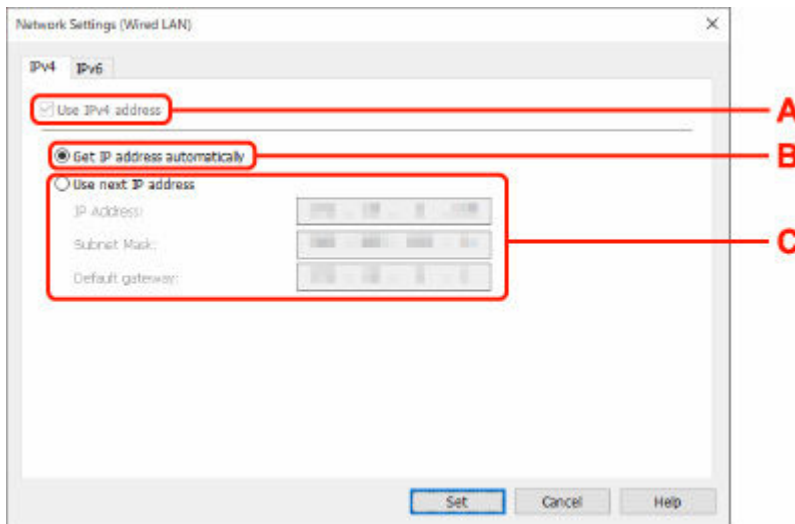 Network Settings (Wired LAN)
IPv4 IPv6
Use IPv4 address
A
Get IP address automatically
B
Use next IP address
IP Address:
Subnet Mask:
C
Default gateway:
Set Cancel Help